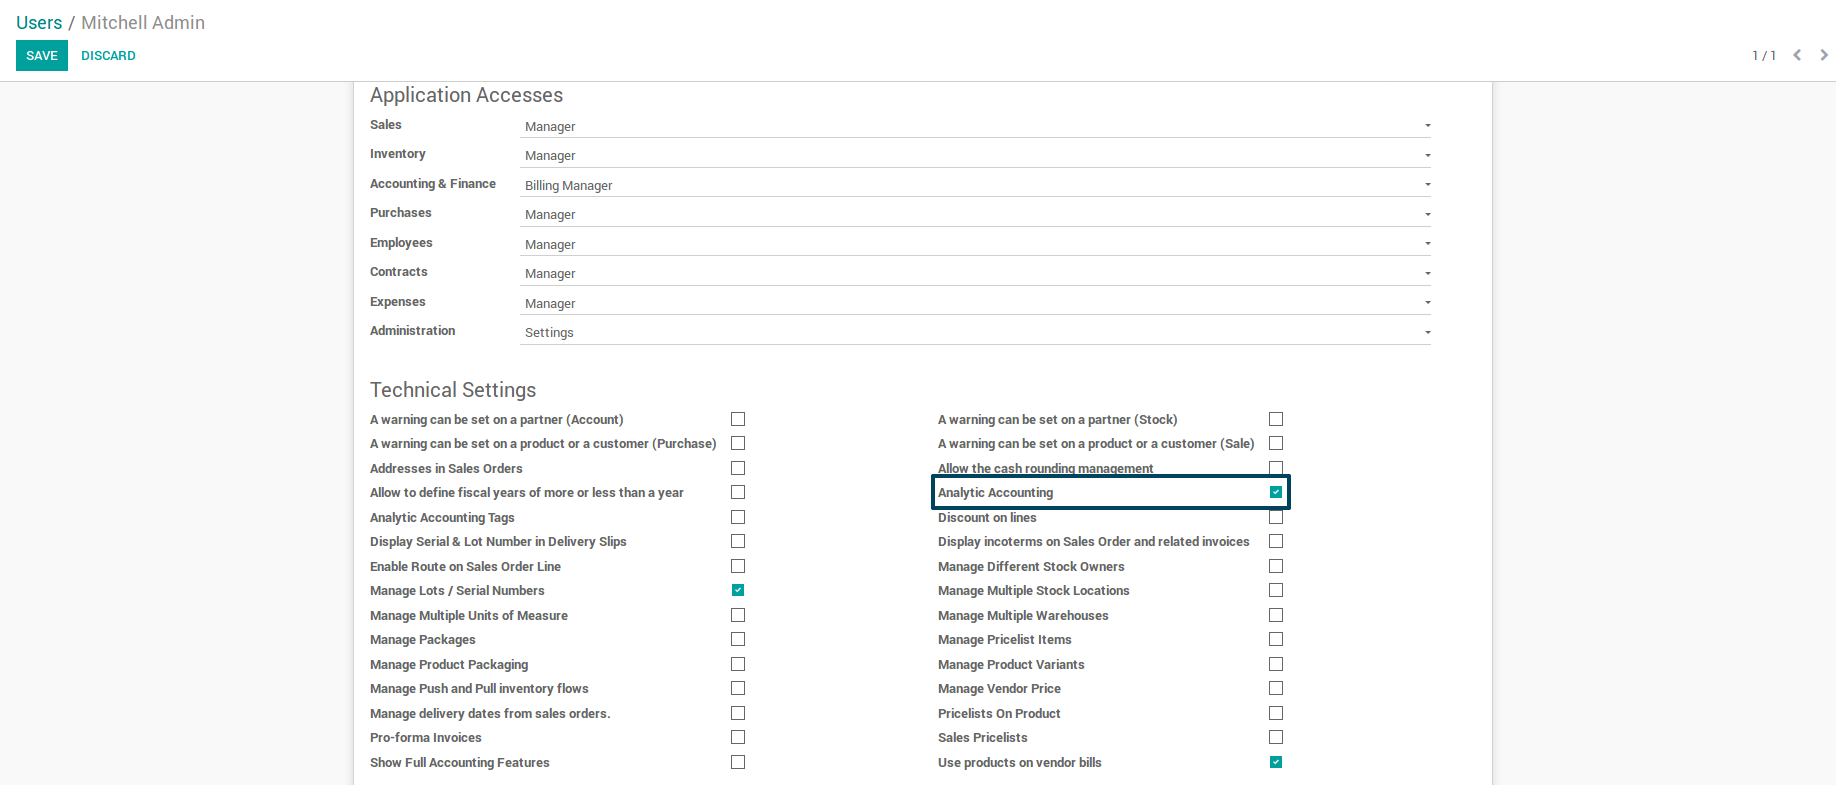 Users / Mitchell Admin
SAVE DISCARD 1 / 1
Application Accesses
Sales Manager
Inventory Manager
Accounting & Finance Billing Manager
Purchases Manager
Employees Manager
Contracts Manager
Expenses Manager
Administration Settings
Technical Settings
A warning can be set on a partner (Account) A warning can be set on a partner (Stock)
A warning can be set on a product or a customer (Purchase) A warning can be set on a product or a customer (Sale)
Addresses in Sales Orders Allow the cash rounding management
Allow to define fiscal years of more or less than a year Analytic Accounting
Analytic Accounting Tags Discount on lines
Display Serial & Lot Number in Delivery Slips Display incoterms on Sales Order and related invoices
Enable Route on Sales Order Line Manage Different Stock Owners
Manage Lots / Serial Numbers Manage Multiple Stock Locations
Manage Multiple Units of Measure Manage Multiple Warehouses
Manage Packages Manage Pricelist Items
Manage Product Packaging Manage Product Variants
Manage Push and Pull inventory flows Manage Vendor Price
Manage delivery dates from sales orders. Pricelists On Product
Pro-forma Invoices Sales Pricelists
Show Full Accounting Features Use products on vendor bills